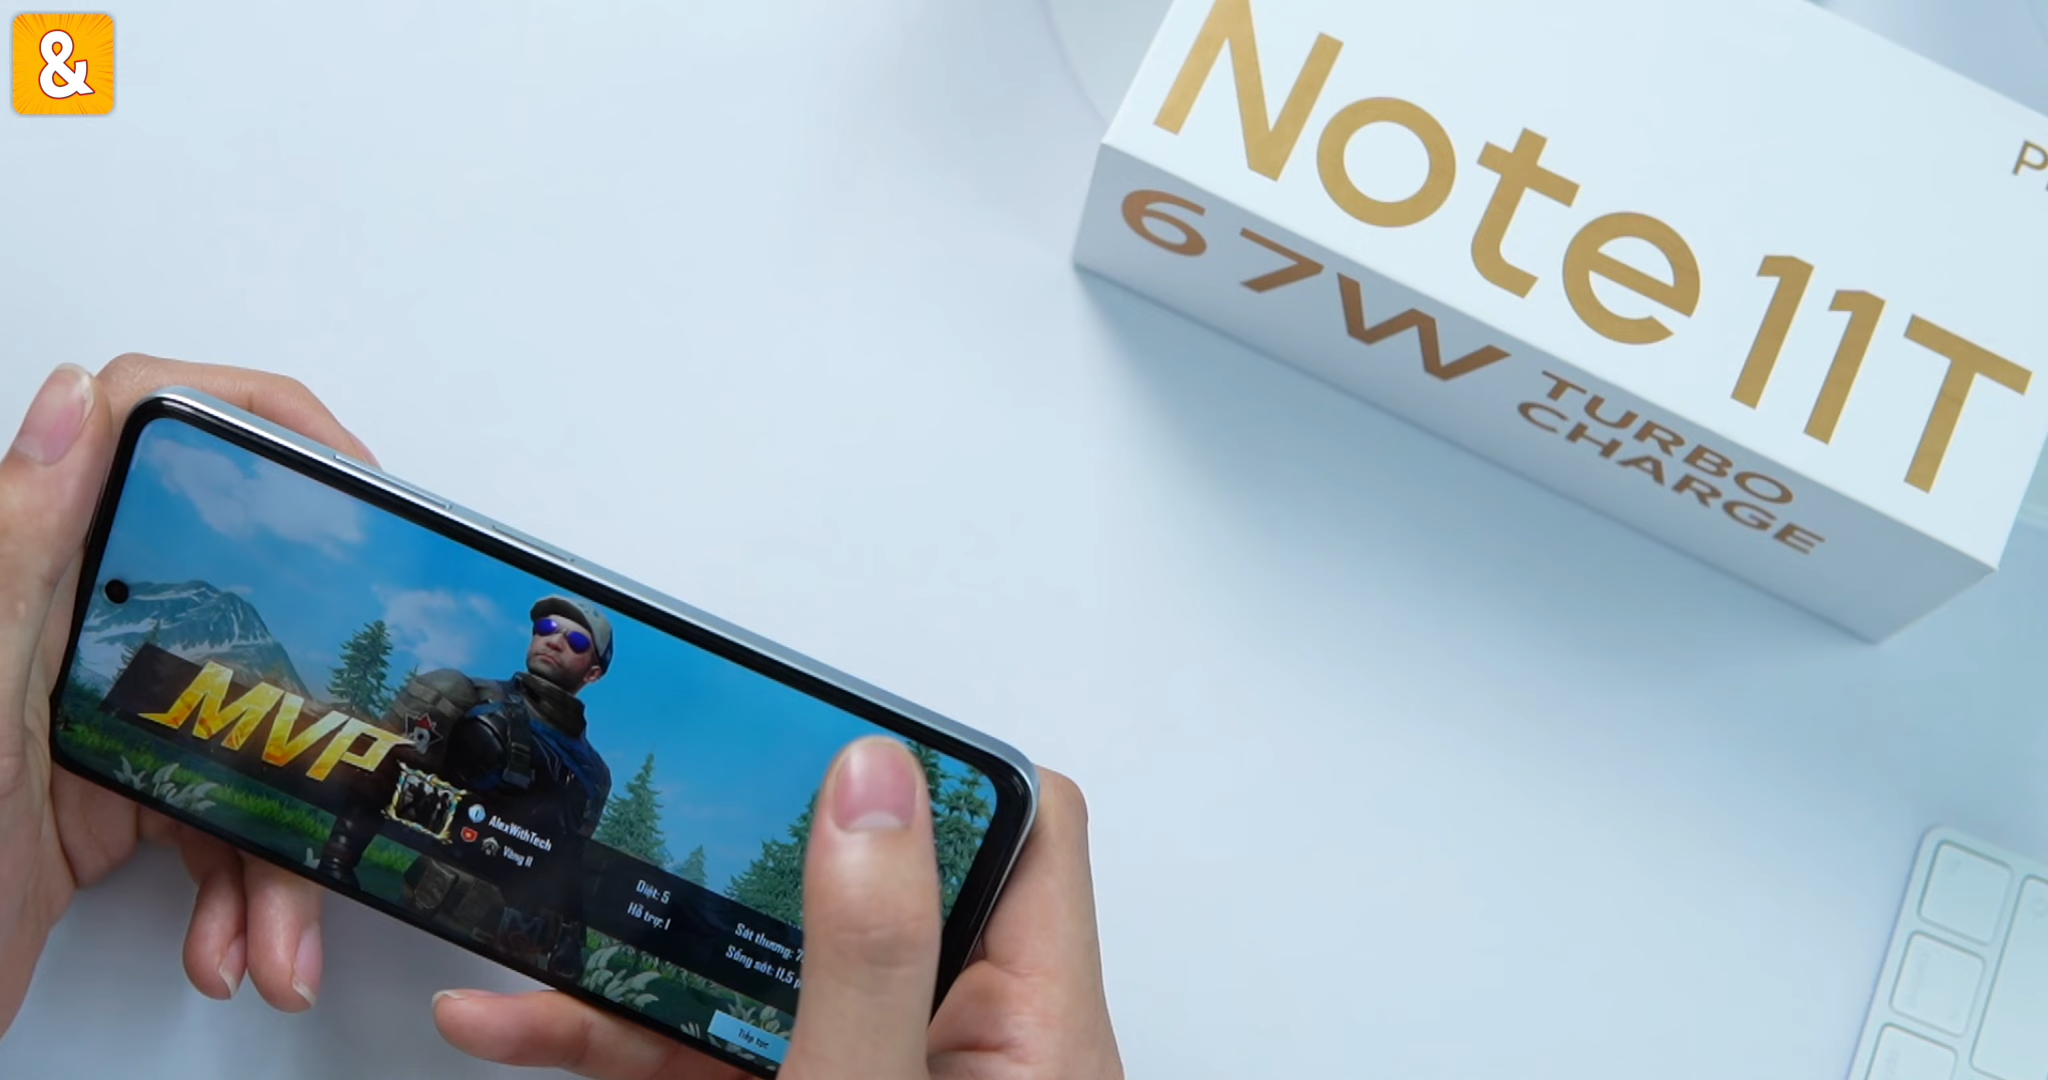 &
Note 11T
67W
TURBO
CHARGE
MVP
AlexWithTech
Vàng II
Diệt: 5
Hỗ trợ: 1
Sát thương:
Sống sót: 11,5
Tiếp tục